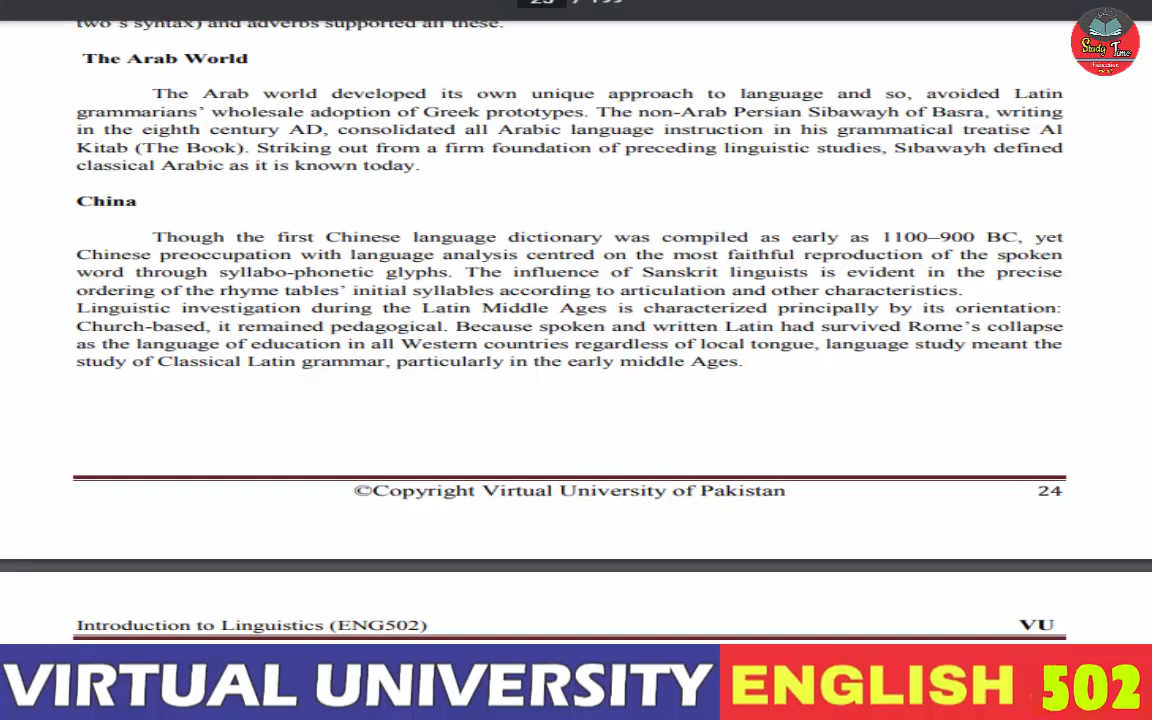 two's syntax) and adverbs supported all these.
Study Time
The Arab World
The Arab world developed its own unique approach to language and so, avoided Latin
grammarians' wholesale adoption of Greek prototypes. The non-Arab Persian Sibawayh of Basra, writing
in the eighth century AD, consolidated all Arabic language instruction in his grammatical treatise Al
Kitab (The Book). Striking out from a firm foundation of preceding linguistic studies, Sıbawayh defined
classical Arabic as it is known today.
China
Though the first Chinese language dictionary was compiled as early as 1100–900 BC, yet
Chinese preoccupation with language analysis centred on the most faithful reproduction of the spoken
word through syllabo-phonetic glyphs. The influence of Sanskrit linguists is evident in the precise
ordering of the rhyme tables' initial syllables according to articulation and other characteristics.
Linguistic investigation during the Latin Middle Ages is characterized principally by its orientation:
Church-based, it remained pedagogical. Because spoken and written Latin had survived Rome's collapse
as the language of education in all Western countries regardless of local tongue, language study meant the
study of Classical Latin grammar, particularly in the early middle Ages.
©Copyright Virtual University of Pakistan 24
Introduction to Linguistics (ENG502) VU
VIRTUAL UNIVERSITY ENGLISH 502